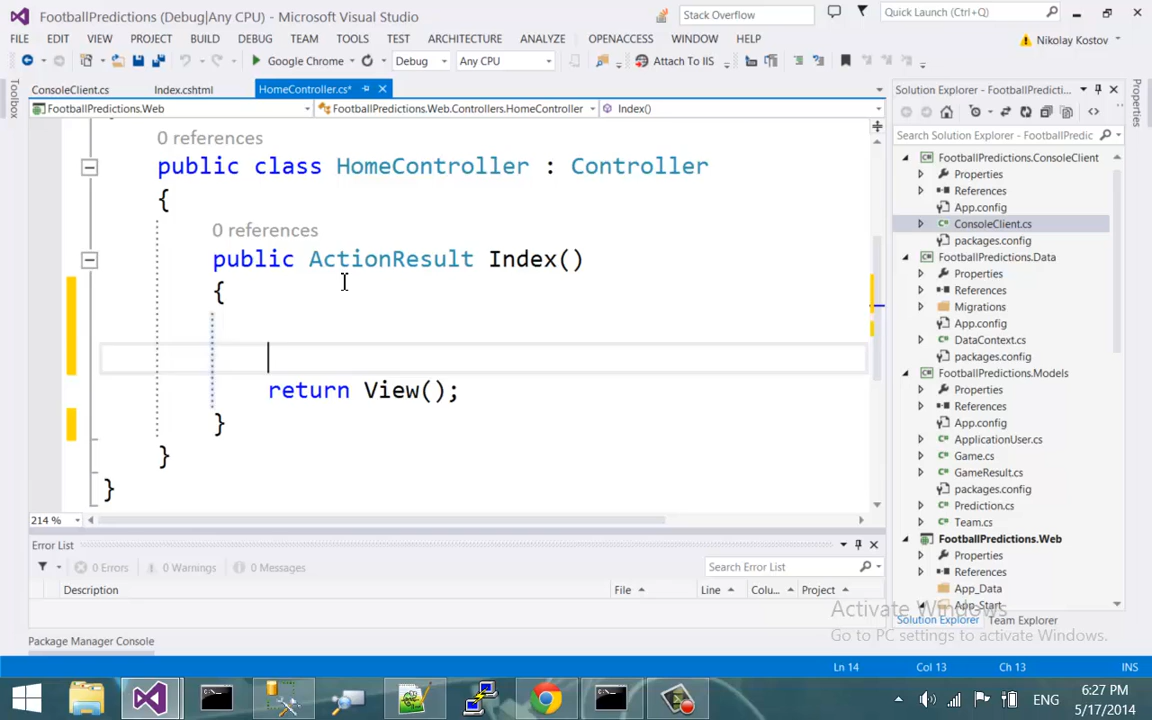 FootballPredictions (Debug|Any CPU) - Microsoft Visual Studio
Stack Overflow
Quick Launch (Ctrl+Q)
FILE EDIT VIEW PROJECT BUILD DEBUG TEAM TOOLS TEST ARCHITECTURE ANALYZE OPENACCESS WINDOW HELP
Nikolay Kostov
Google Chrome
Debug
Any CPU
Attach to IIS
Toolbox
ConsoleClient.cs
Index.cshtml
HomeController.cs*
FootballPredictions.Web
FootballPredictions.Web.Controllers.HomeController
Index()
0 references
public class HomeController : Controller
{
0 references
public ActionResult Index()
{
return View();
}
}
}
214 %
Error List
0 Errors
0 Warnings
0 Messages
Search Error List
Description
File
Line
Colu...
Project
Package Manager Console
Solution Explorer - FootballPredicti...
Search Solution Explorer (FootballPredic
FootballPredictions.ConsoleClient
Properties
References
App.config
ConsoleClient.cs
packages.config
FootballPredictions.Data
Properties
References
Migrations
App.config
DataContext.cs
packages.config
FootballPredictions.Models
Properties
References
App.config
ApplicationUser.cs
Game.cs
GameResult.cs
packages.config
Prediction.cs
Team.cs
FootballPredictions.Web
Properties
References
App_Data
App_Start
Solution Explorer
Team Explorer
Properties
Activate Windows
Go to PC settings to activate Windows.
Ln 14
Col 13
Ch 13
INS
ENG
6:27 PM
5/17/2014